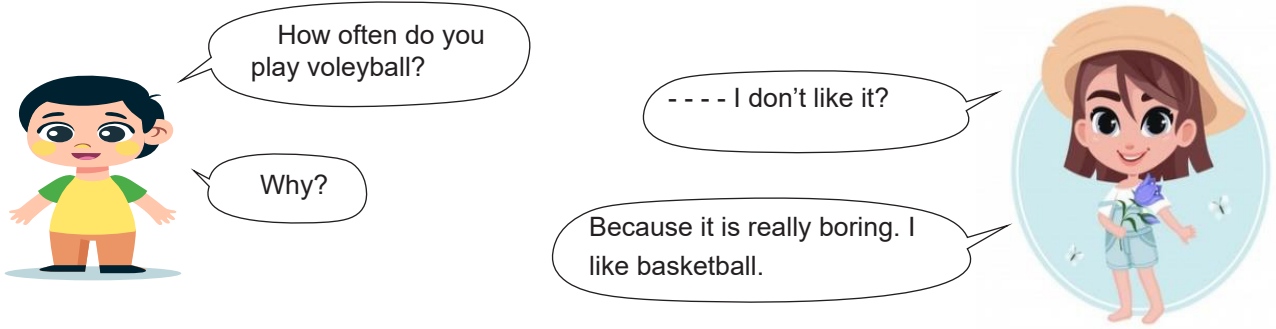 How often do you
play voleyball?
- - - - I don’t like it?
Why?
Because it is really boring. I
like basketball.